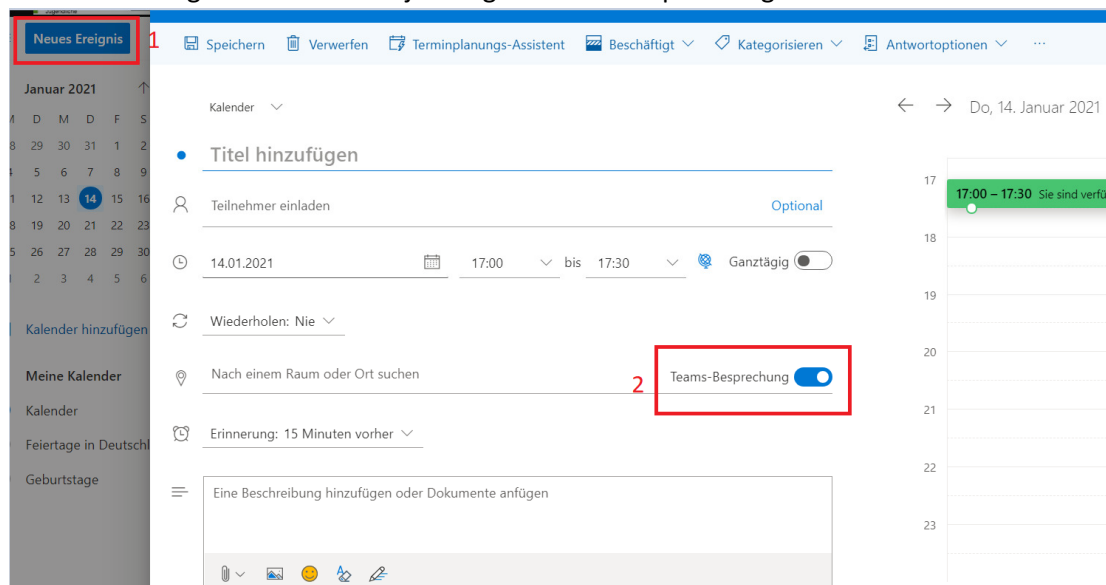 Neues Ereignis
1
Speichern Verwerfen Terminplanungs-Assistent Beschäftigt Kategorisieren Antwortoptionen ...
Januar 2021
D M D F S
29 30 31 1 2
5 6 7 8 9
12 13 14 15 16
19 20 21 22 23
26 27 28 29 30
2 3 4 5 6
Kalender hinzufügen
Meine Kalender
Kalender
Feiertage in Deutschl
Geburtstage
Kalender
Titel hinzufügen
Teilnehmer einladen Optional
14.01.2021 17:00 bis 17:30 Ganztägig
Wiederholen: Nie
Nach einem Raum oder Ort suchen
2 Teams-Besprechung
Erinnerung: 15 Minuten vorher
Eine Beschreibung hinzufügen oder Dokumente anfügen
Do, 14. Januar 2021
17
17:00 – 17:30 Sie sind verfü
18
19
20
21
22
23